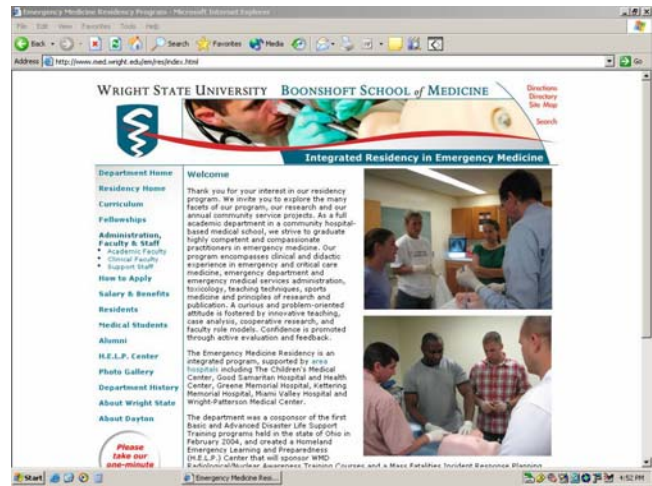 Emergency Medicine Residency Program - Microsoft Internet Explorer
File Edit View Favorites Tools Help
Back Search Favorites Media
Address http://www.med.wright.edu/em/res/index.html Go
WRIGHT STATE UNIVERSITY BOONSHOFT SCHOOL of MEDICINE
Directions
Directory
Site Map
Search
Integrated Residency in Emergency Medicine
Department Home
Residency Home
Curriculum
Fellowships
Administration,
Faculty & Staff
• Academic Faculty
• Clinical Faculty
• Support Staff
How to Apply
Salary & Benefits
Residents
Medical Students
Alumni
H.E.L.P. Center
Photo Gallery
Department History
About Wright State
About Dayton
Please
take our
one-minute
Welcome
Thank you for your interest in our residency
program. We invite you to explore the many
facets of our program, our research and our
annual community service projects. As a full
academic department in a community hospital-
based medical school, we strive to graduate
highly competent and compassionate
practitioners in emergency medicine. Our
program encompasses clinical and didactic
experience in emergency and critical care
medicine, emergency department and
emergency medical services administration,
toxicology, teaching techniques, sports
medicine and principles of research and
publication. A curious and problem-oriented
attitude is fostered by innovative teaching,
case analysis, cooperative research, and
faculty role models. Confidence is promoted
through active evaluation and feedback.
The Emergency Medicine Residency is an
integrated program, supported by area
hospitals including The Children's Medical
Center, Good Samaritan Hospital and Health
Center, Greene Memorial Hospital, Kettering
Memorial Hospital, Miami Valley Hospital and
Wright-Patterson Medical Center.
The department was a cosponsor of the first
Basic and Advanced Disaster Life Support
Training programs held in the state of Ohio in
February 2004, and created a Homeland
Emergency Learning and Preparedness
(H.E.L.P.) Center that will sponsor WMD
Radiological/Nuclear Awareness Training Courses and a Mass Fatalities Incident Response Planning
Start Emergency Medicine Resi... 4:52 PM